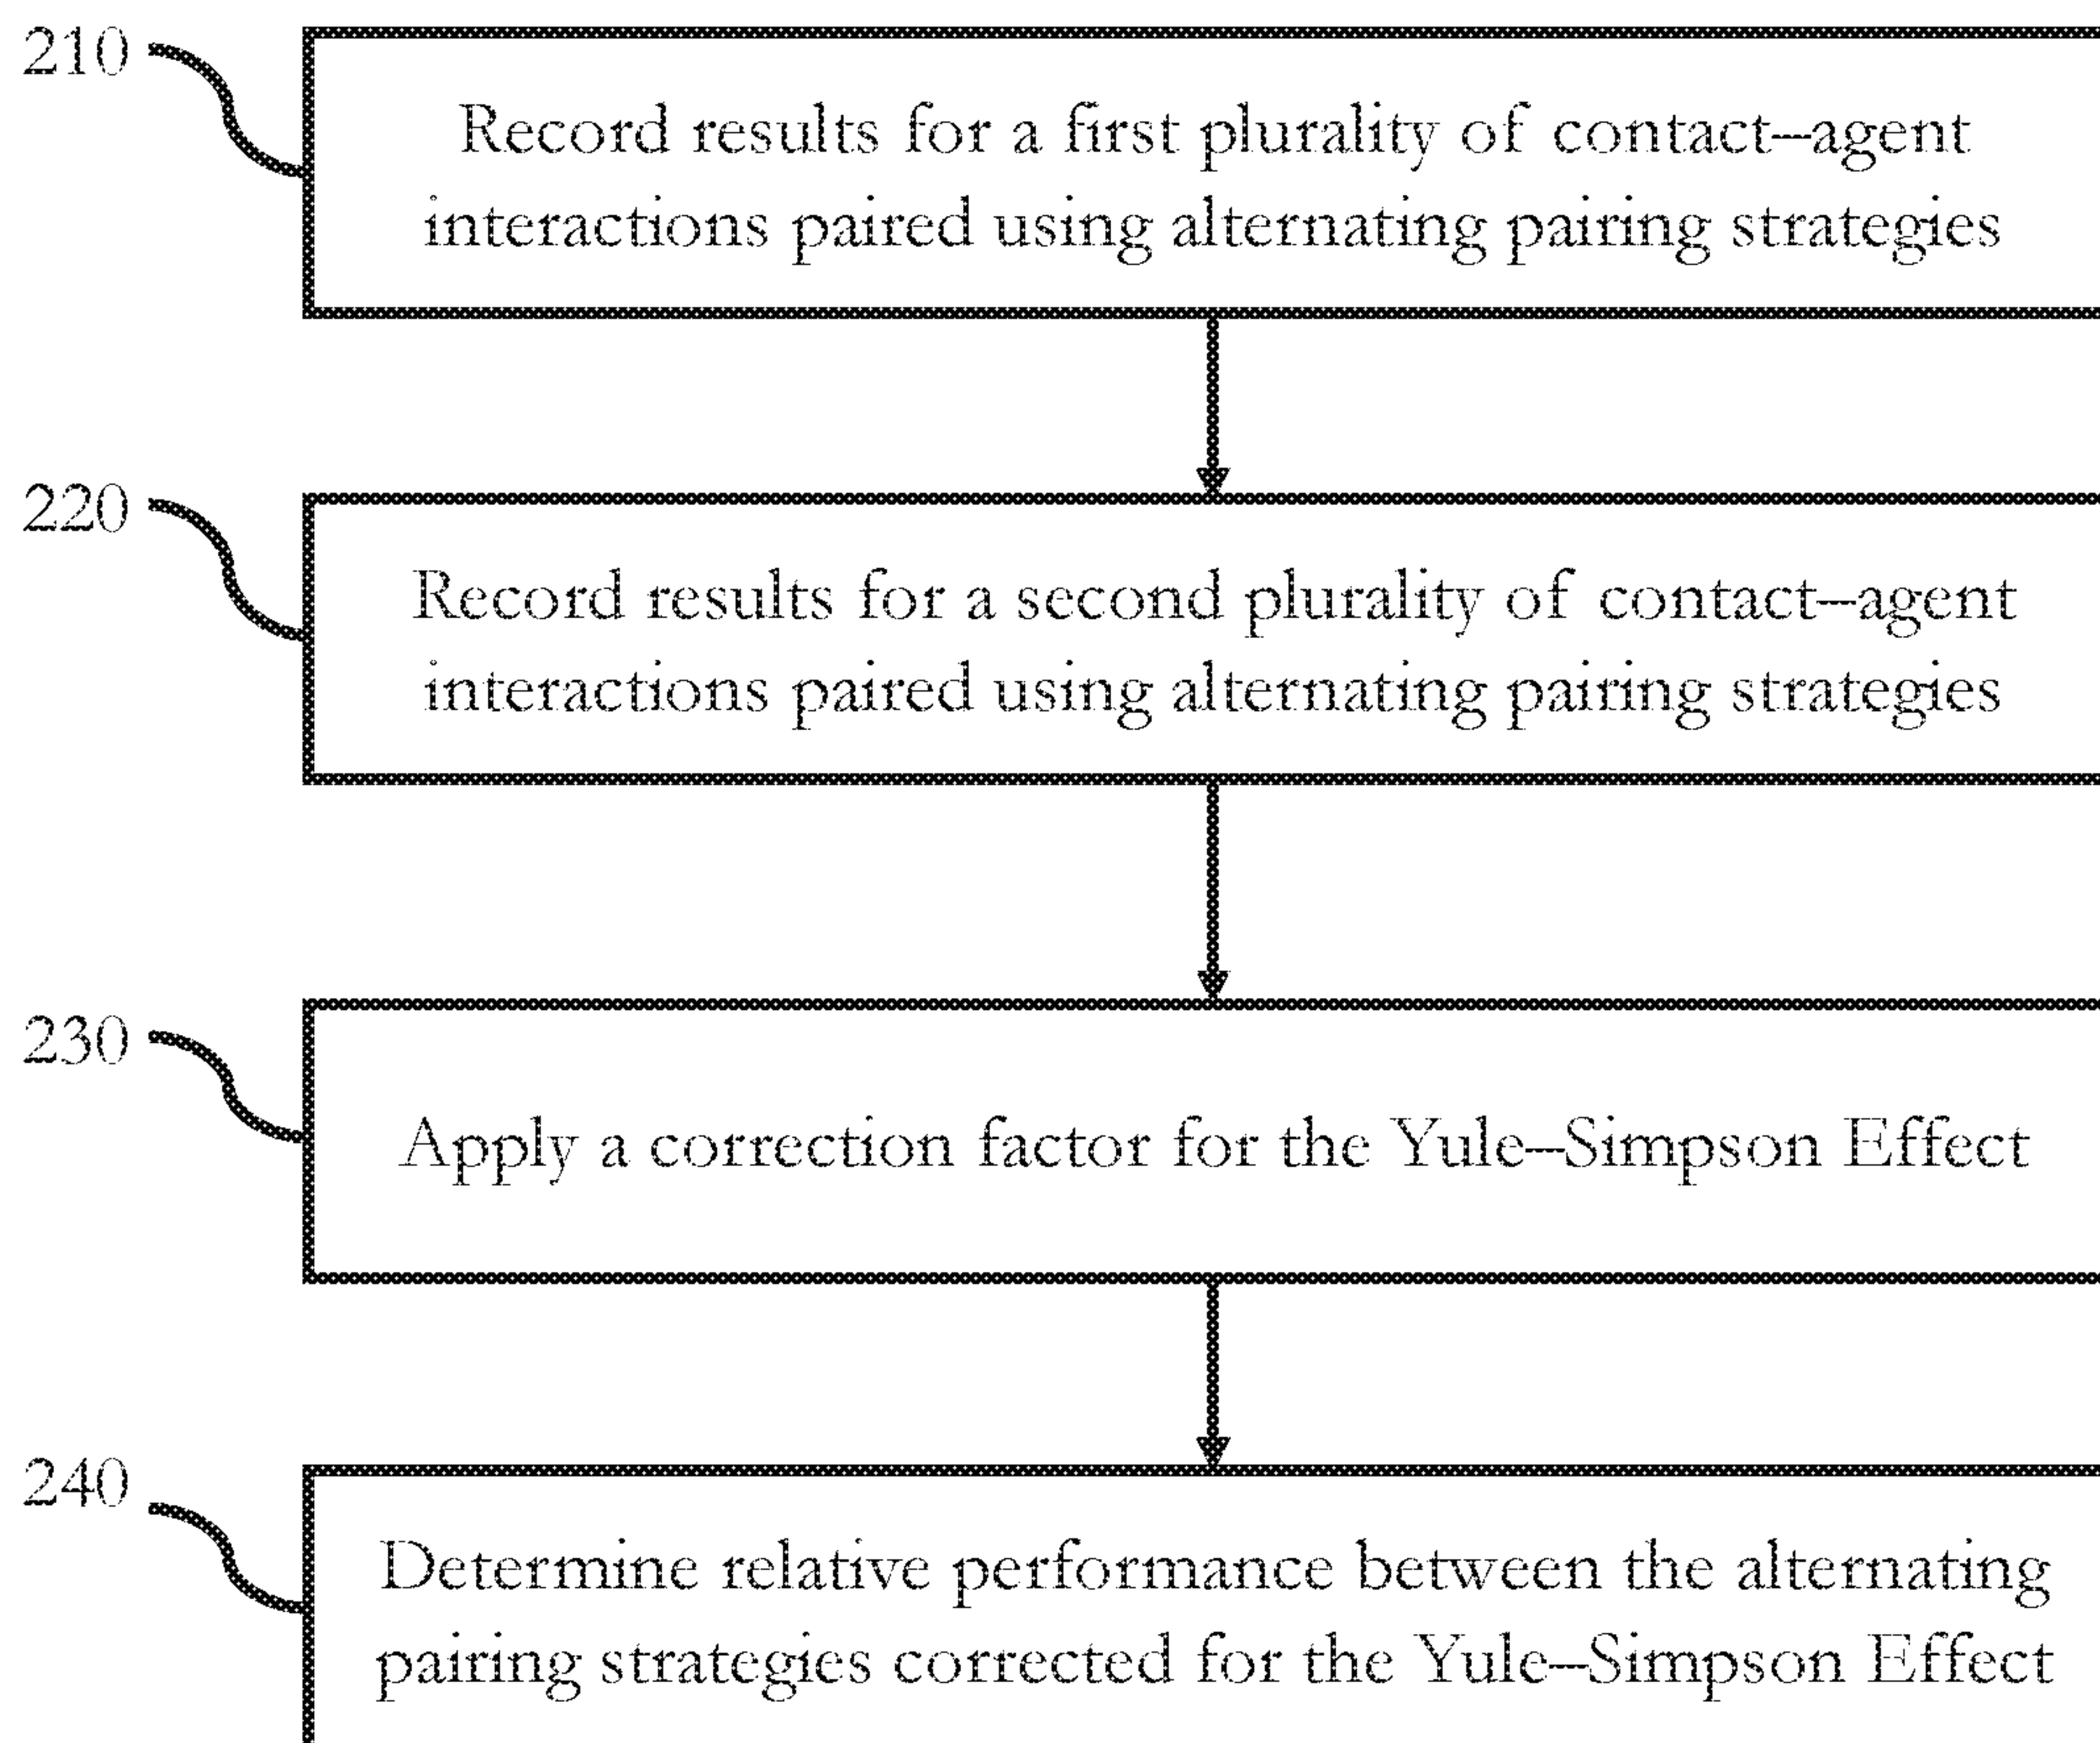 210
Record results for a first plurality of contact–agent
interactions paired using alternating pairing strategies
220
Record results for a second plurality of contact–agent
interactions paired using alternating pairing strategies
230
Apply a correction factor for the Yule–Simpson Effect
240
Determine relative performance between the alternating
pairing strategies corrected for the Yule–Simpson Effect